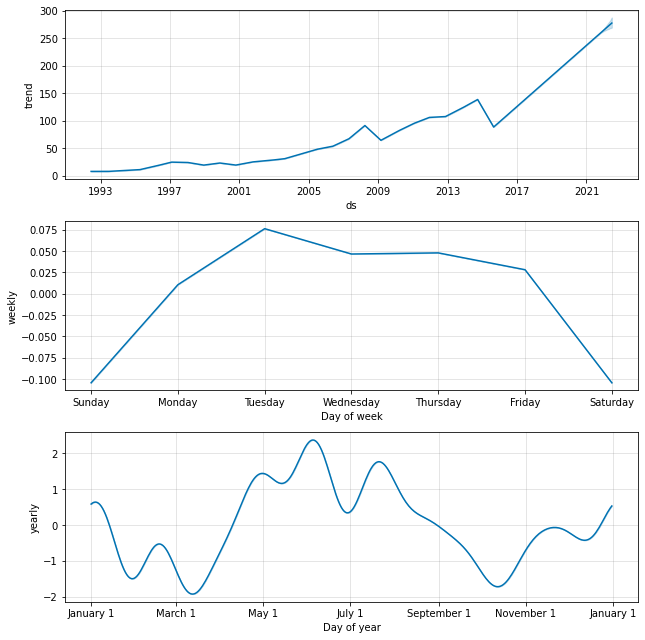 300
250
200
150
100
50
0
trend
1993 1997 2001 2005 2009 2013 2017 2021
ds
0.075
0.050
0.025
0.000
−0.025
−0.050
−0.075
−0.100
weekly
Sunday Monday Tuesday Wednesday Thursday Friday Saturday
Day of week
2
1
0
−1
−2
yearly
January 1 March 1 May 1 July 1 September 1 November 1 January 1
Day of year